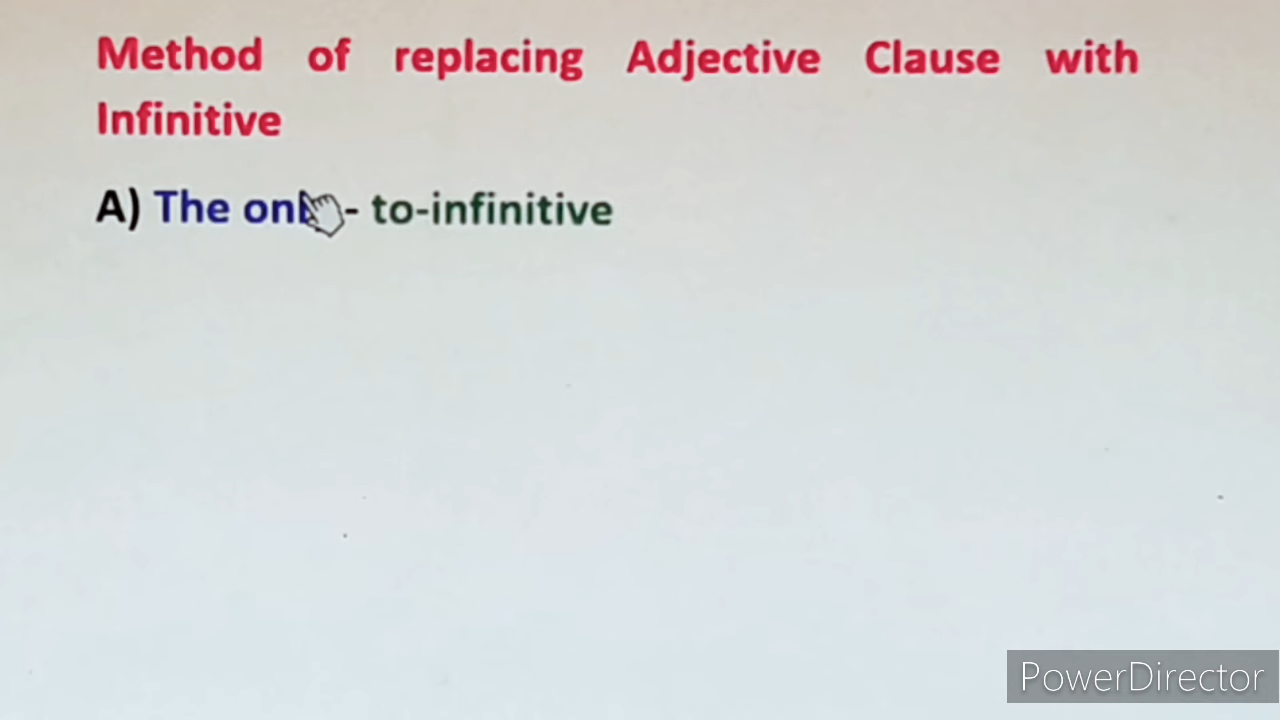 Method of replacing Adjective Clause with
Infinitive
A) The - to-infinitive
PowerDirector